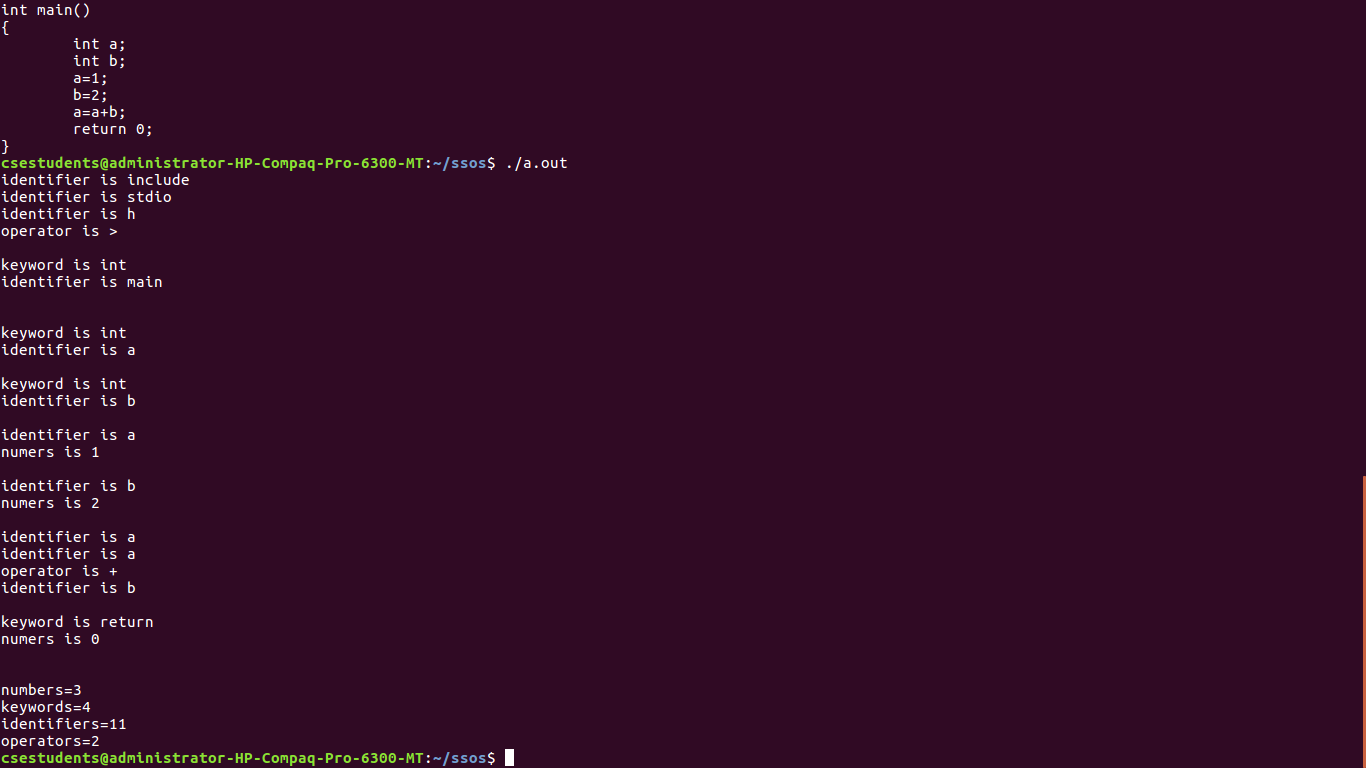 int main()
{
        int a;
        int b;
        a=1;
        b=2;
        a=a+b;
        return 0;
}
csestudents@administrator-HP-Compaq-Pro-6300-MT:~/ssos$ ./a.out
identifier is include
identifier is stdio
identifier is h
operator is >

keyword is int
identifier is main


keyword is int
identifier is a

keyword is int
identifier is b

identifier is a
numers is 1

identifier is b
numers is 2

identifier is a
identifier is a
operator is +
identifier is b

keyword is return
numers is 0


numbers=3
keywords=4
identifiers=11
operators=2
csestudents@administrator-HP-Compaq-Pro-6300-MT:~/ssos$